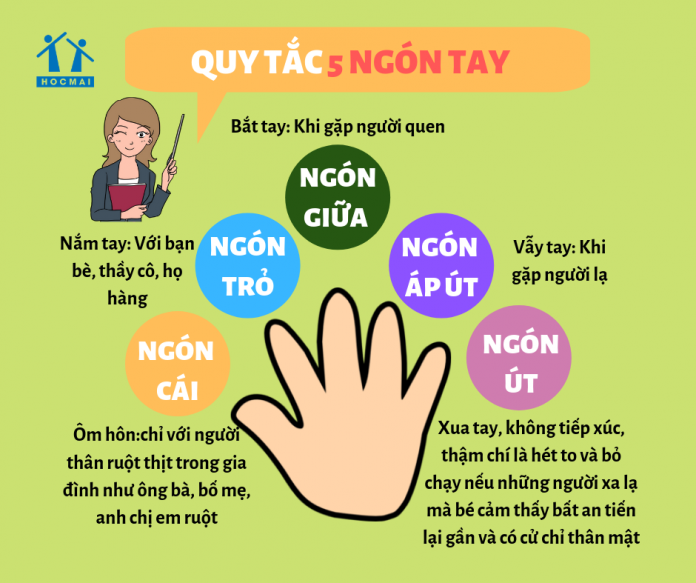 HOCMAI
QUY TẮC 5 NGÓN TAY
Bắt tay: Khi gặp người quen
NGÓN
GIỮA
Nắm tay: Với bạn
bè, thầy cô, họ
hàng
NGÓN
TRỎ
NGÓN
ÁP ÚT
Vẫy tay: Khi
gặp người lạ
NGÓN
CÁI
NGÓN
ÚT
Ôm hôn:chỉ với người
thân ruột thịt trong gia
đình như ông bà, bố mẹ,
anh chị em ruột
Xua tay, không tiếp xúc,
thậm chí là hét to và bỏ
chạy nếu những người xa lạ
mà bé cảm thấy bất an tiến
lại gần và có cử chỉ thân mật